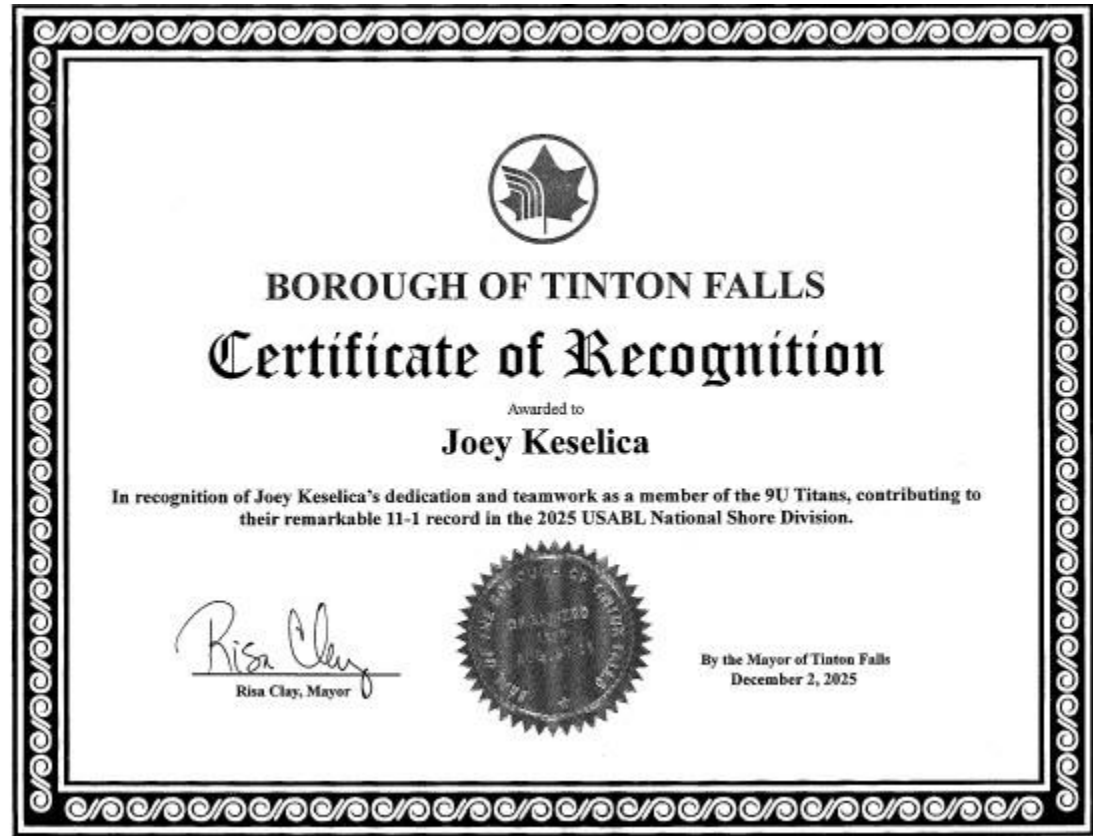 BOROUGH OF TINTON FALLS
Certificate of Recognition
Awarded to
Joey Keselica
In recognition of Joey Keselica's dedication and teamwork as a member of the 9U Titans, contributing to
their remarkable 11-1 record in the 2025 USABL National Shore Division.
Risa Clay
Risa Clay, Mayor
By the Mayor of Tinton Falls
December 2, 2025